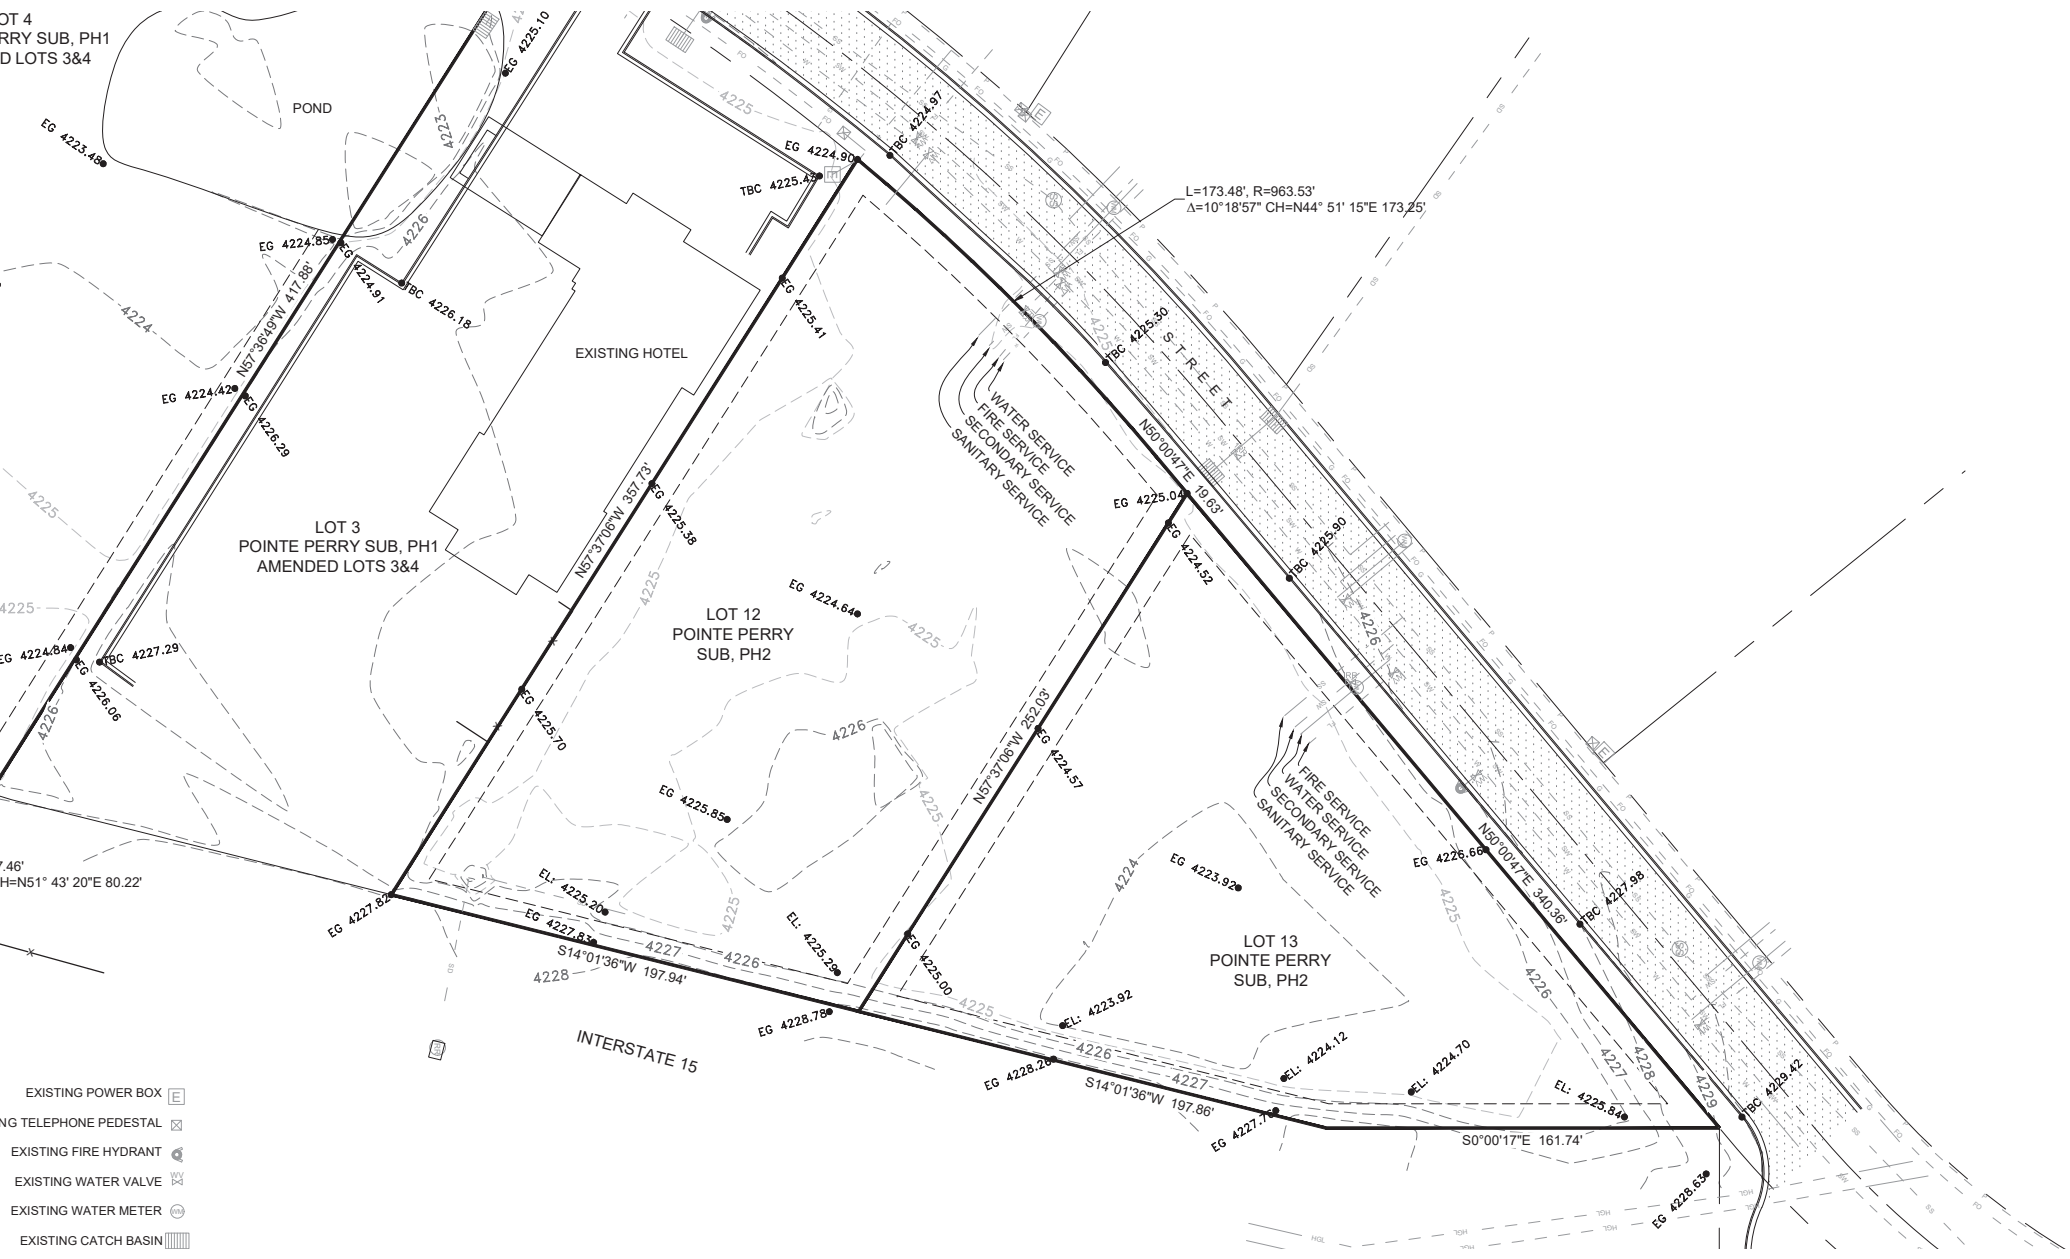 OT 4
RRY SUB, PH1
D LOTS 3&4
POND
EG 4223.48
EG 4225.10
4223
4225
EG 4224.90
TBC 4224.97
TBC 4225.43
L=173.48', R=963.53'
Δ=10°18'57" CH=N44° 51' 15"E 173.25'
EG 4224.85
EG 4224.91
4226
TBC 4226.18
N57°36'49"W 417.88'
4224
EG 4225.41
EXISTING HOTEL
4225
TBC 4225.30
STREET
EG 4224.42
EG 4226.29
WATER SERVICE
FIRE SERVICE
SECONDARY SERVICE
SANITARY SERVICE
N50°00'47"E 19.63'
4225
LOT 3
POINTE PERRY SUB, PH1
AMENDED LOTS 3&4
N57°37'06"W 357.73'
EG 4225.38
EG 4225.04
EG 4224.52
TBC 4225.90
4225
4225
EG 4224.64
LOT 12
POINTE PERRY
SUB, PH2
4225
4226
EG 4224.84
TBC 4227.29
EG 4226.06
4226
EG 4225.70
4226
N57°37'06"W 252.03'
EG 4224.57
EG 4225.85
4225
FIRE SERVICE
WATER SERVICE
SECONDARY SERVICE
SANITARY SERVICE
7.46'
H=N51° 43' 20"E 80.22'
EG 4227.82
EL: 4225.20
EG 4227.83
4225
4224
EG 4223.92
EG 4226.66
N50°00'47"E 340.36'
4225
TBC 4227.98
S14°01'36"W 197.94'
4227
4226
4228
EL: 4225.29
EG 4225.00
LOT 13
POINTE PERRY
SUB, PH2
4226
EG 4228.78
4225
EL: 4223.92
INTERSTATE 15
EG 4228.26
4226
4227
S14°01'36"W 197.86'
EL: 4224.12
EL: 4224.70
EL: 4225.84
4227
4228
4229
TBC 4229.42
EG 4227.76
S0°00'17"E 161.74'
EG 4228.63
EXISTING POWER BOX E
NG TELEPHONE PEDESTAL
EXISTING FIRE HYDRANT
EXISTING WATER VALVE WV
EXISTING WATER METER WM
EXISTING CATCH BASIN